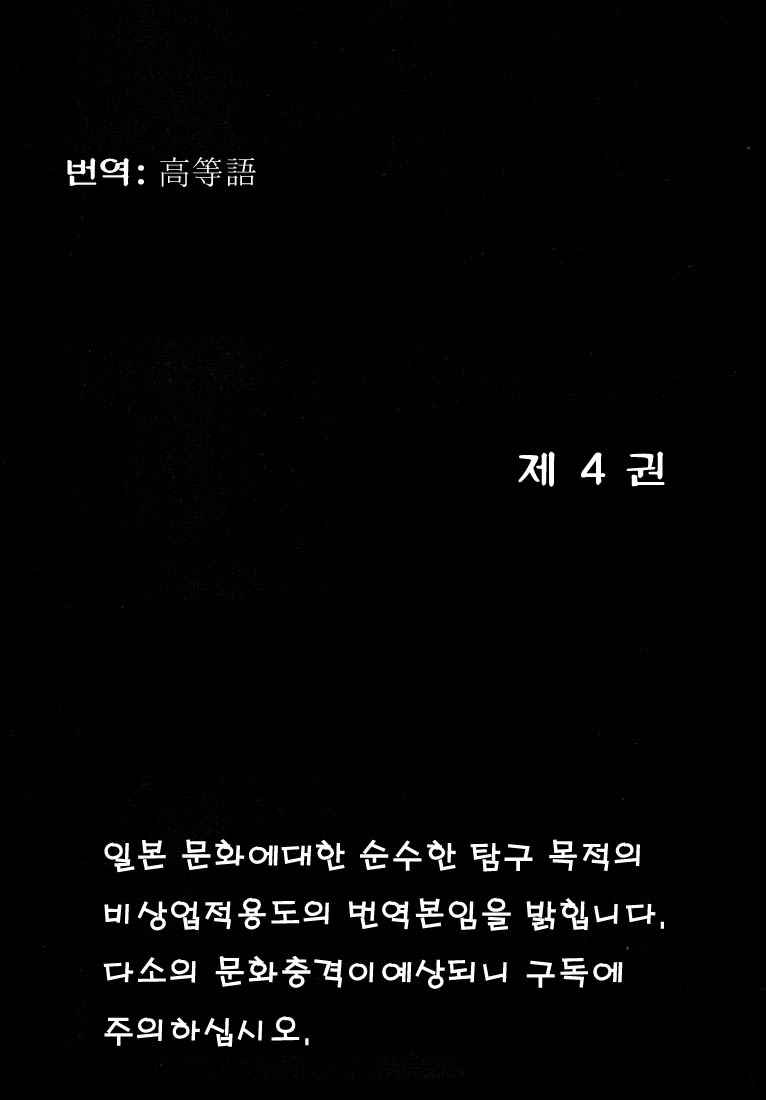 번역: 高等語
제 4 권
일본 문화에대한 순수한 탐구 목적의
비상업적용도의 번역본임을 밝힙니다.
다소의 문화충격이예상되니 구독에
주의하십시오.